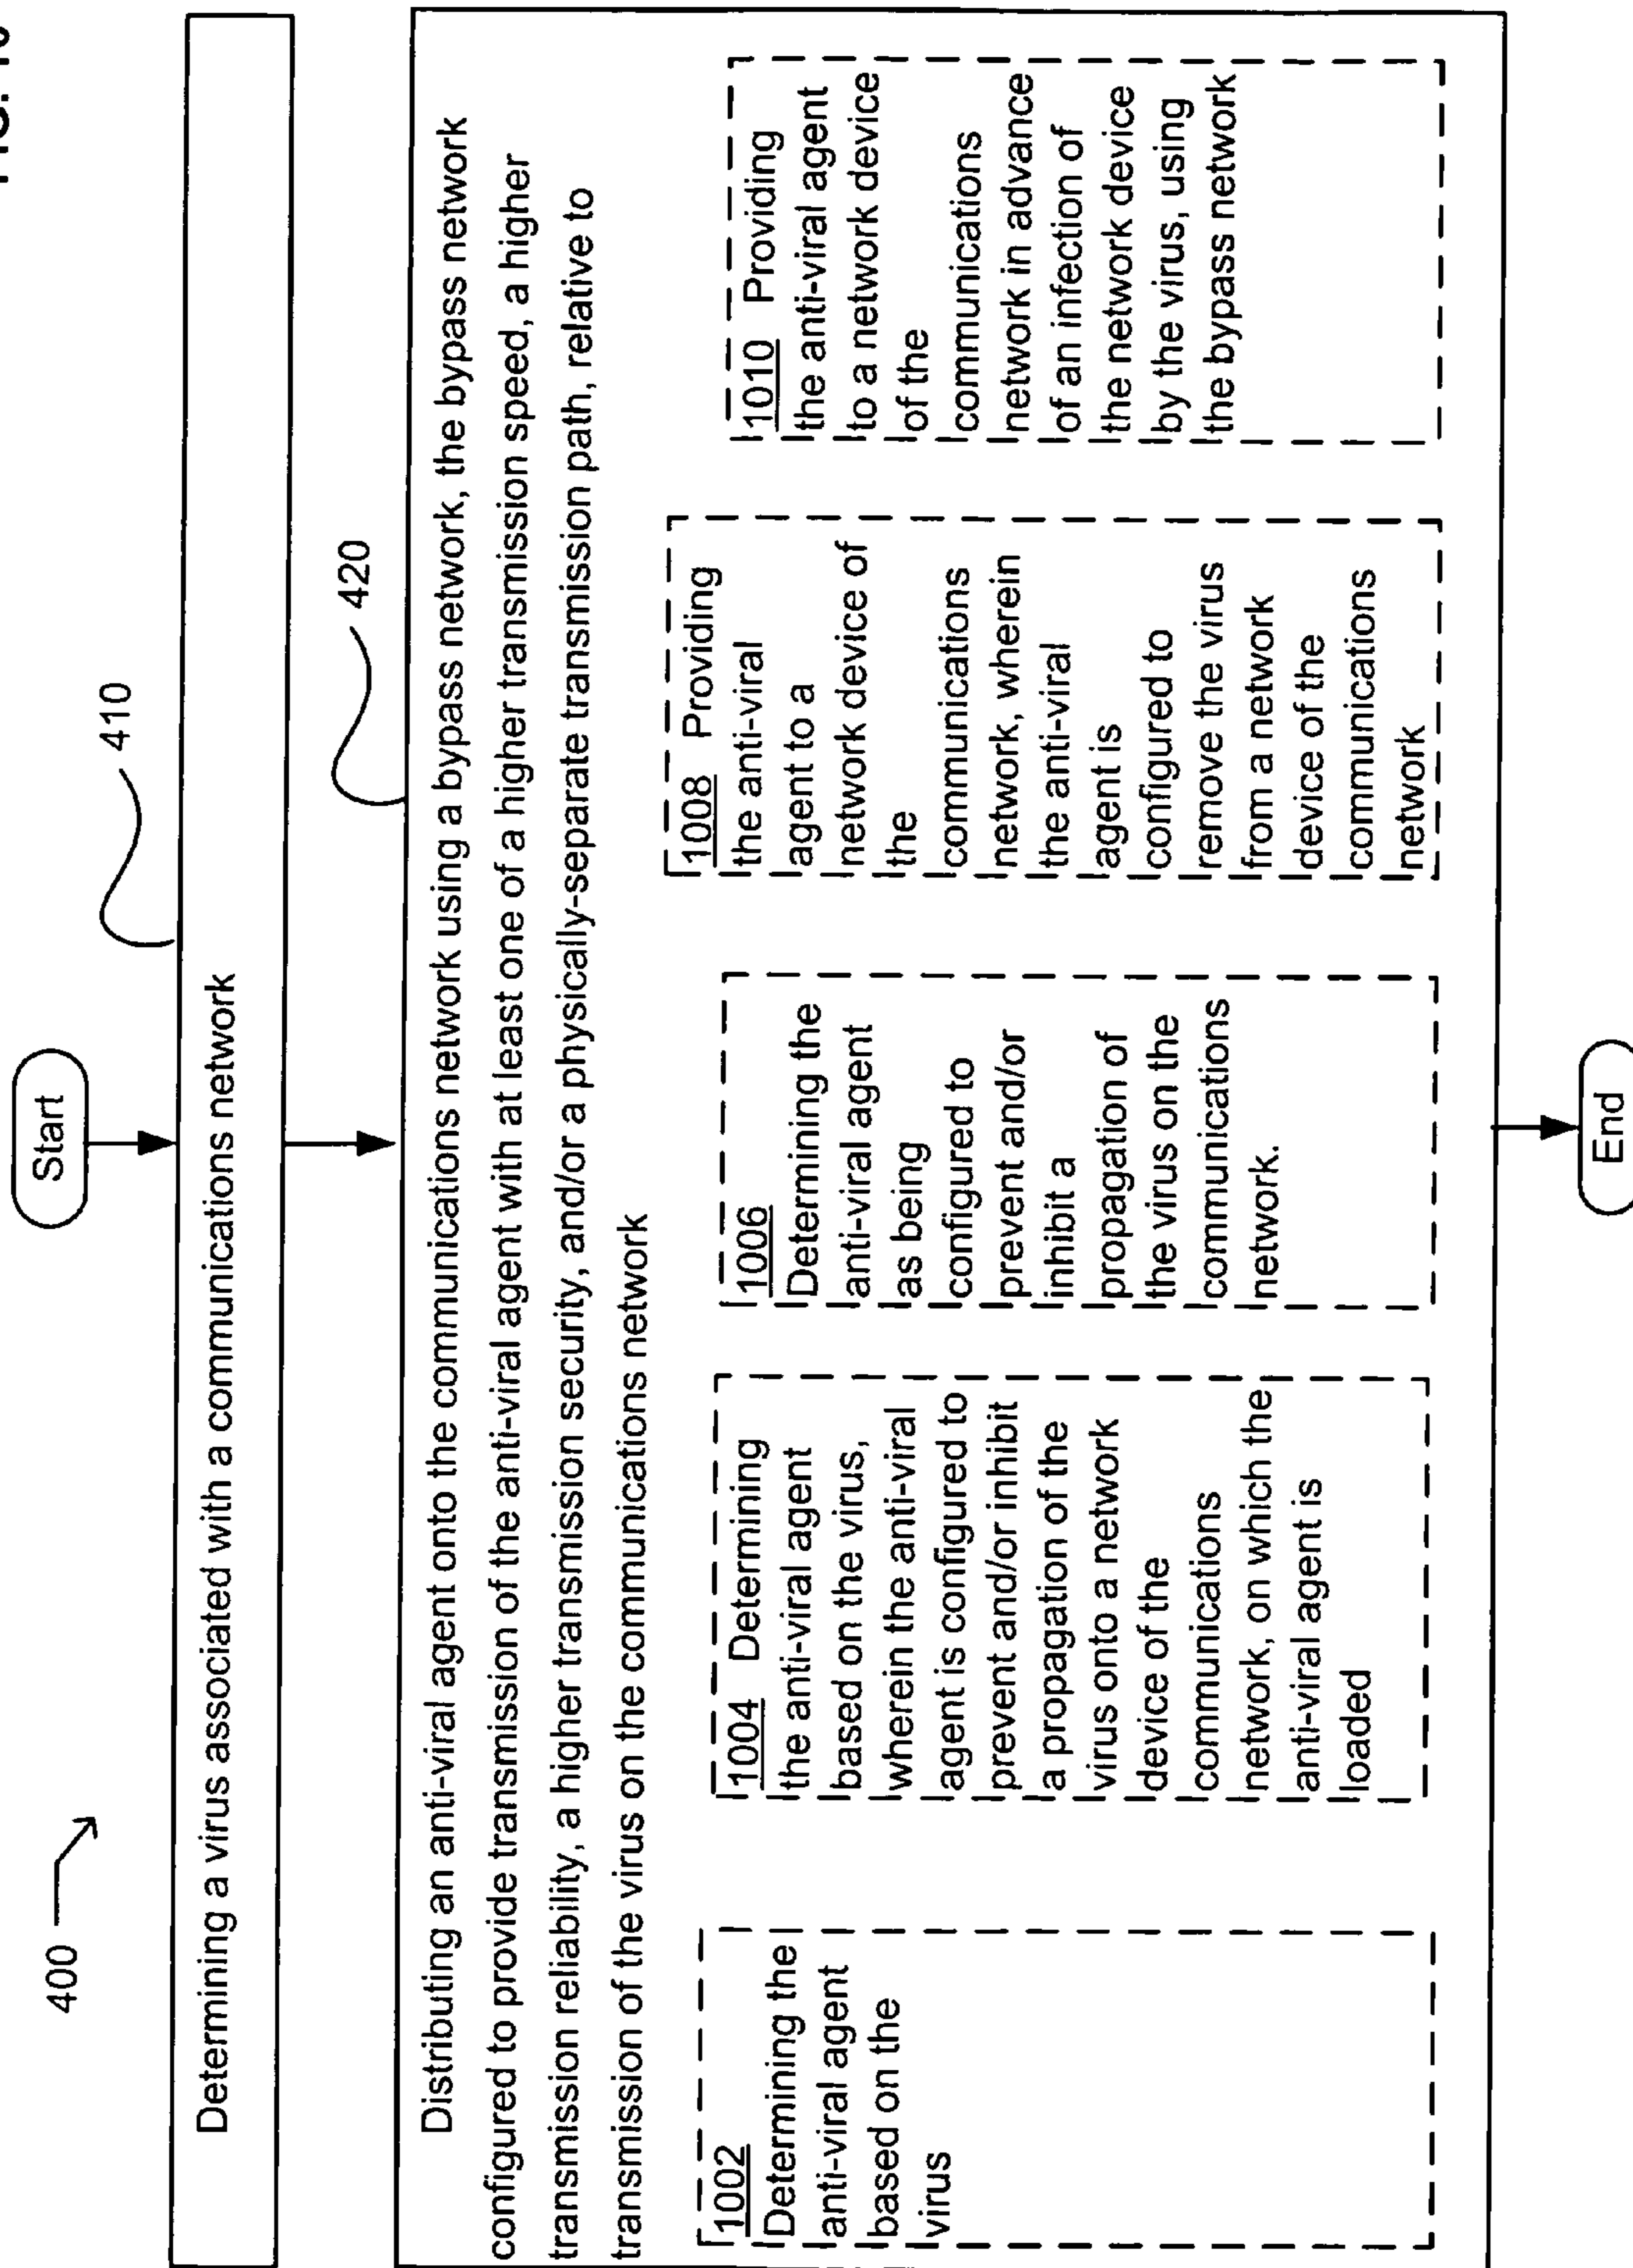 400
Start
410
Determining a virus associated with a communications network
420
Distributing an anti-viral agent onto the communications network using a bypass network, the bypass network
configured to provide transmission of the anti-viral agent with at least one of a higher transmission speed, a higher
transmission reliability, a higher transmission security, and/or a physically-separate transmission path, relative to
transmission of the virus on the communications network
1002
Determining the
anti-viral agent
based on the
virus
1004 Determining
the anti-viral agent
based on the virus,
wherein the anti-viral
agent is configured to
prevent and/or inhibit
a propagation of the
virus onto a network
device of the
communications
network, on which the
anti-viral agent is
loaded
1006
Determining the
anti-viral agent
as being
configured to
prevent and/or
inhibit a
propagation of
the virus on the
communications
network.
1008 Providing
the anti-viral
agent to a
network device of
the
communications
network, wherein
the anti-viral
agent is
configured to
remove the virus
from a network
device of the
communications
network
1010 Providing
the anti-viral agent
to a network device
of the
communications
network in advance
of an infection of
the network device
by the virus, using
the bypass network
End